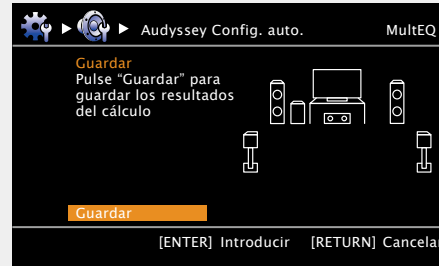 Audyssey Config. auto. MultEQ
Guardar
Pulse “Guardar” para
guardar los resultados
del cálculo
Guardar
[ENTER] Introducir [RETURN] Cancelar